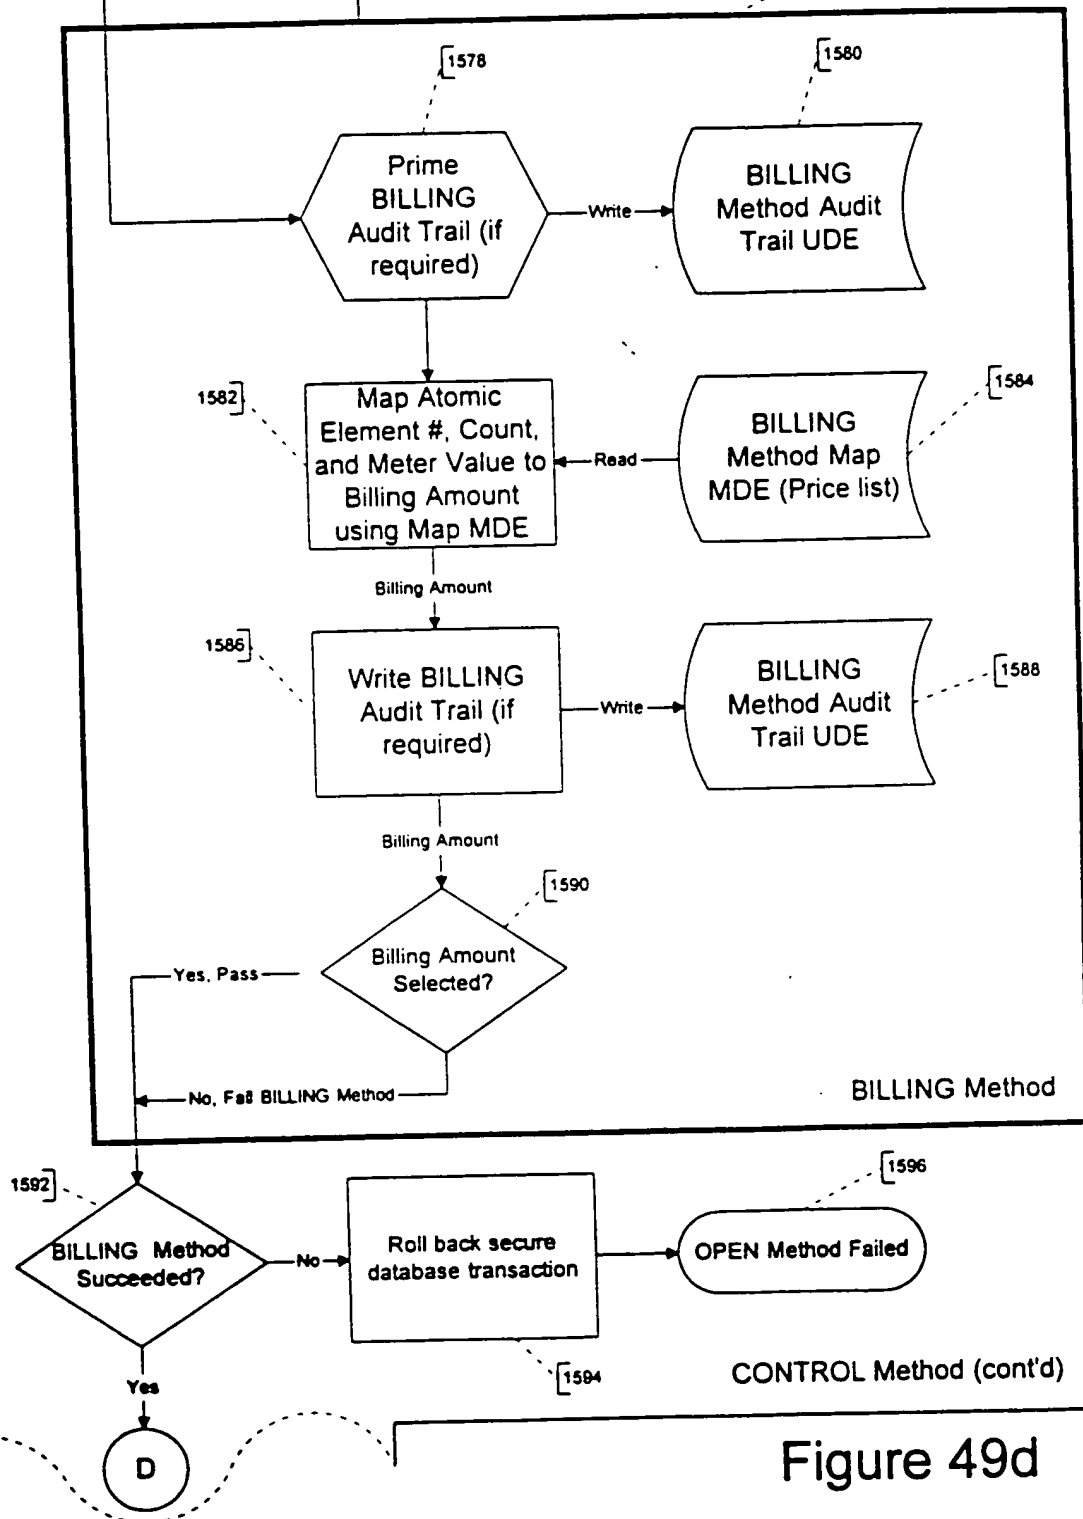 1578
1580
Prime
BILLING
Audit Trail (if
required)
Write
BILLING
Method Audit
Trail UDE
1582
Map Atomic
Element #, Count,
and Meter Value to
Billing Amount
using Map MDE
Read
BILLING
Method Map
MDE (Price list)
1584
Billing Amount
1586
Write BILLING
Audit Trail (if
required)
Write
BILLING
Method Audit
Trail UDE
1588
Billing Amount
1590
Billing Amount
Selected?
Yes, Pass
No, Fail BILLING Method
BILLING Method
1592
BILLING Method
Succeeded?
No
Roll back secure
database transaction
1594
OPEN Method Failed
1596
Yes
D
CONTROL Method (cont'd)
Figure 49d